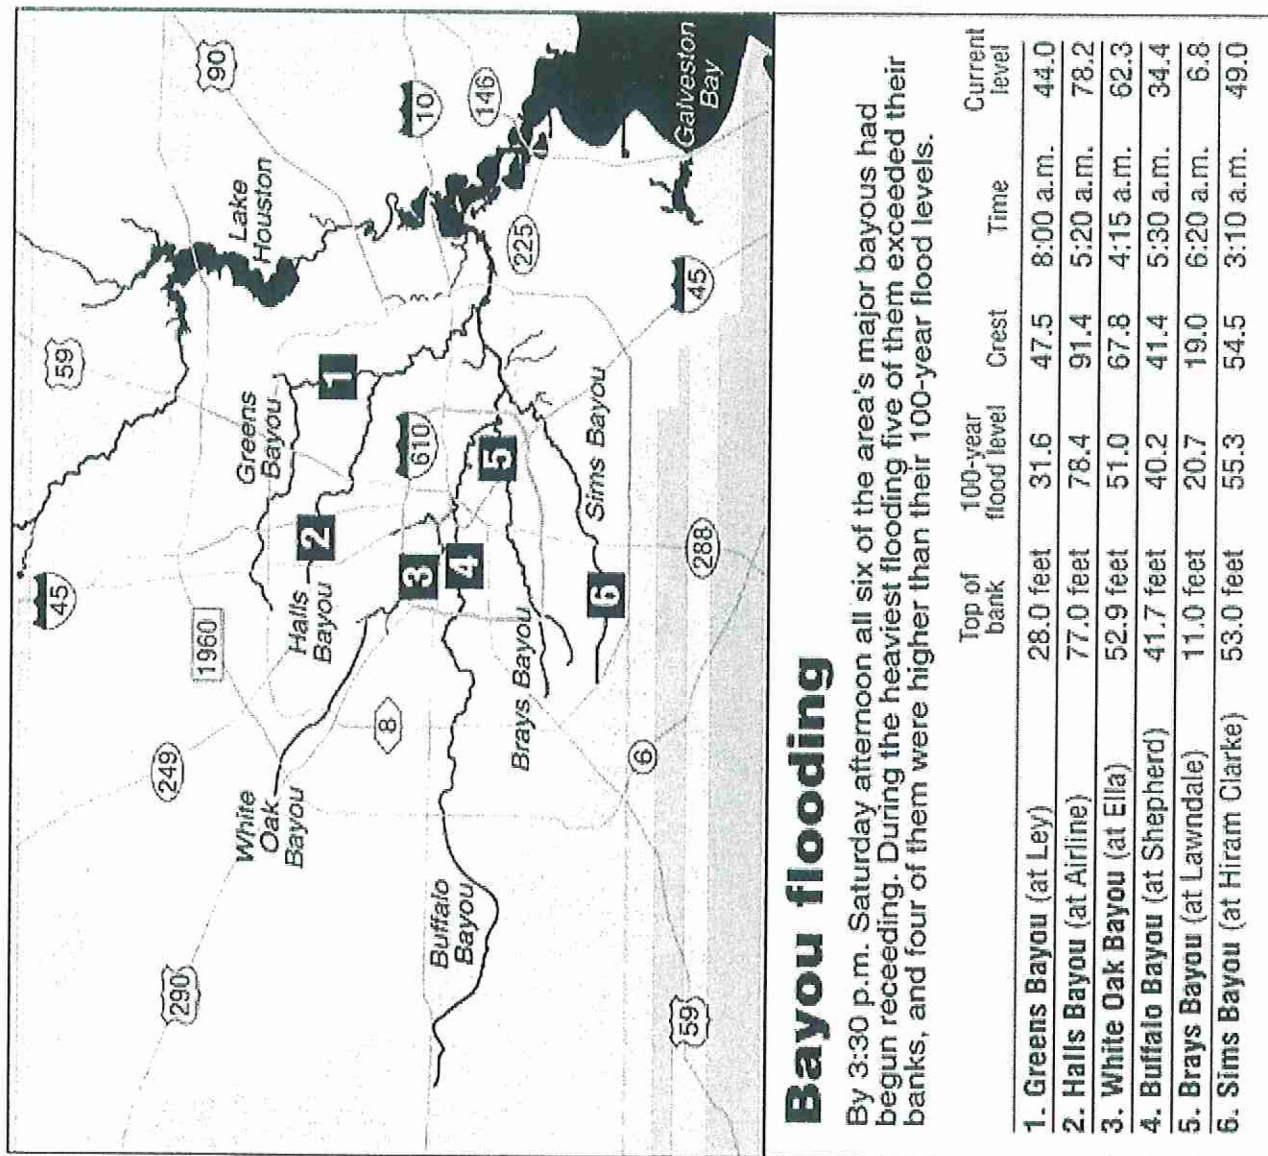 290
249
1960
45
59
90
White
Oak
Bayou
Halls
Bayou
Greens
Bayou
Lake
Houston
10
146
1
2
8
3
610
Buffalo
Bayou
4
5
225
Brays Bayou
Sims Bayou
6
45
Galveston
Bay
6
59
288
Bayou flooding
By 3:30 p.m. Saturday afternoon all six of the area's major bayous had
begun receeding. During the heaviest flooding five of them exceeded their
banks, and four of them were higher than their 100-year flood levels.
Top of bank 100-year flood level Crest Time Current level
1. Greens Bayou (at Ley) 28.0 feet 31.6 47.5 8:00 a.m. 44.0
2. Halls Bayou (at Airline) 77.0 feet 78.4 91.4 5:20 a.m. 78.2
3. White Oak Bayou (at Ella) 52.9 feet 51.0 67.8 4:15 a.m. 62.3
4. Buffalo Bayou (at Shepherd) 41.7 feet 40.2 41.4 5:30 a.m. 34.4
5. Brays Bayou (at Lawndale) 11.0 feet 20.7 19.0 6:20 a.m. 6.8
6. Sims Bayou (at Hiram Clarke) 53.0 feet 55.3 54.5 3:10 a.m. 49.0